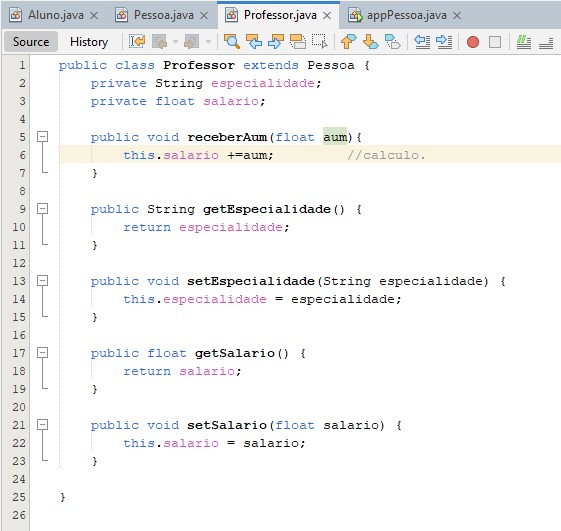 Aluno.java × Pessoa.java × Professor.java × appPessoa.java ×
Source History
1 public class Professor extends Pessoa {
2     private String especialidade;
3     private float salario;
4
5     public void receberAum(float aum){
6         this.salario +=aum;         //calculo.
7     }
8
9     public String getEspecialidade() {
10         return especialidade;
11     }
12
13     public void setEspecialidade(String especialidade) {
14         this.especialidade = especialidade;
15     }
16
17     public float getSalario() {
18         return salario;
19     }
20
21     public void setSalario(float salario) {
22         this.salario = salario;
23     }
24
25 }
26